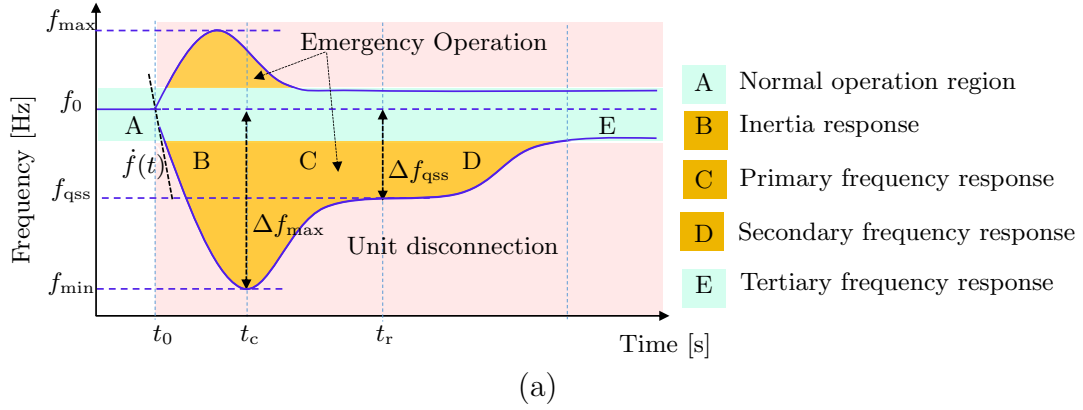 f_max
Emergency Operation
f_0
A
E
B
C
D
ḟ(t)
Δf_qss
f_qss
Δf_max
Unit disconnection
f_min
Frequency [Hz]
t_0
t_c
t_r
Time [s]
A Normal operation region
B Inertia response
C Primary frequency response
D Secondary frequency response
E Tertiary frequency response
(a)